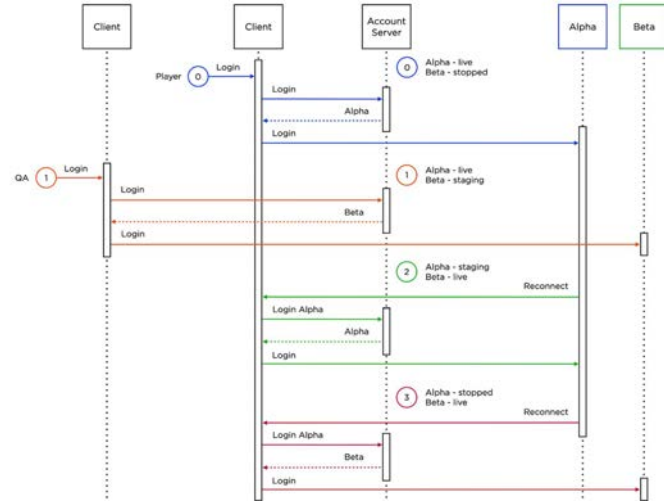 Client
Client
Account
Server
Alpha
Beta
Player
0
Login
0
Alpha - live
Beta - stopped
Login
Alpha
Login
QA
1
Login
1
Alpha - live
Beta - staging
Login
Beta
Login
2
Alpha - staging
Beta - live
Reconnect
Login Alpha
Alpha
Login
3
Alpha - stopped
Beta - live
Reconnect
Login Alpha
Beta
Login